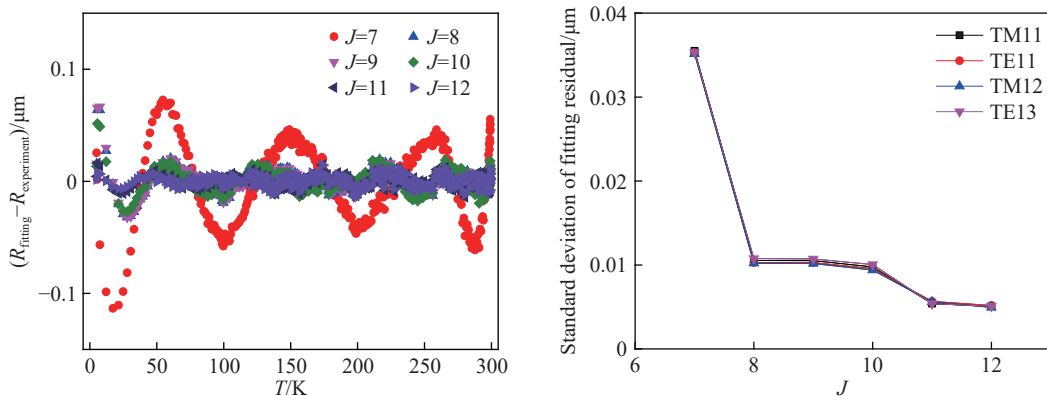 (R_fitting−R_experiment)/μm
0.1
0
−0.1
J=7
J=8
J=9
J=10
J=11
J=12
0
50
100
150
200
250
300
T/K
Standard deviation of fitting residual/μm
0.04
0.03
0.02
0.01
0
TM11
TE11
TM12
TE13
6
8
10
12
J